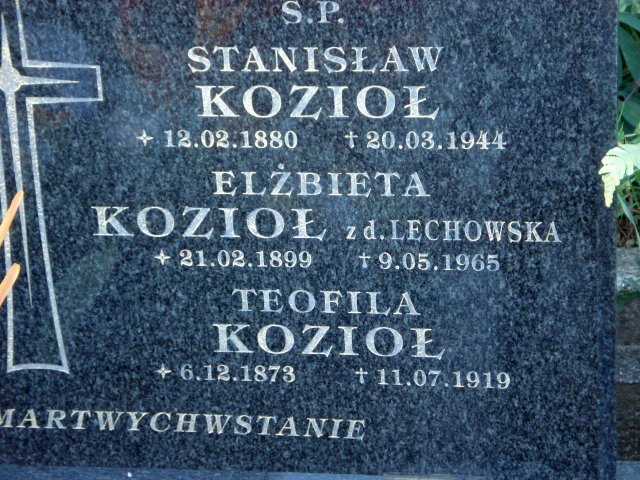 S.P.
STANISŁAW
KOZIOŁ
✦ 12.02.1880 † 20.03.1944
ELŻBIETA
KOZIOŁ z d. LECHOWSKA
✦ 21.02.1899 † 9.05.1965
TEOFILA
KOZIOŁ
✦ 6.12.1873 † 11.07.1919
MARTWYCHWSTANIE